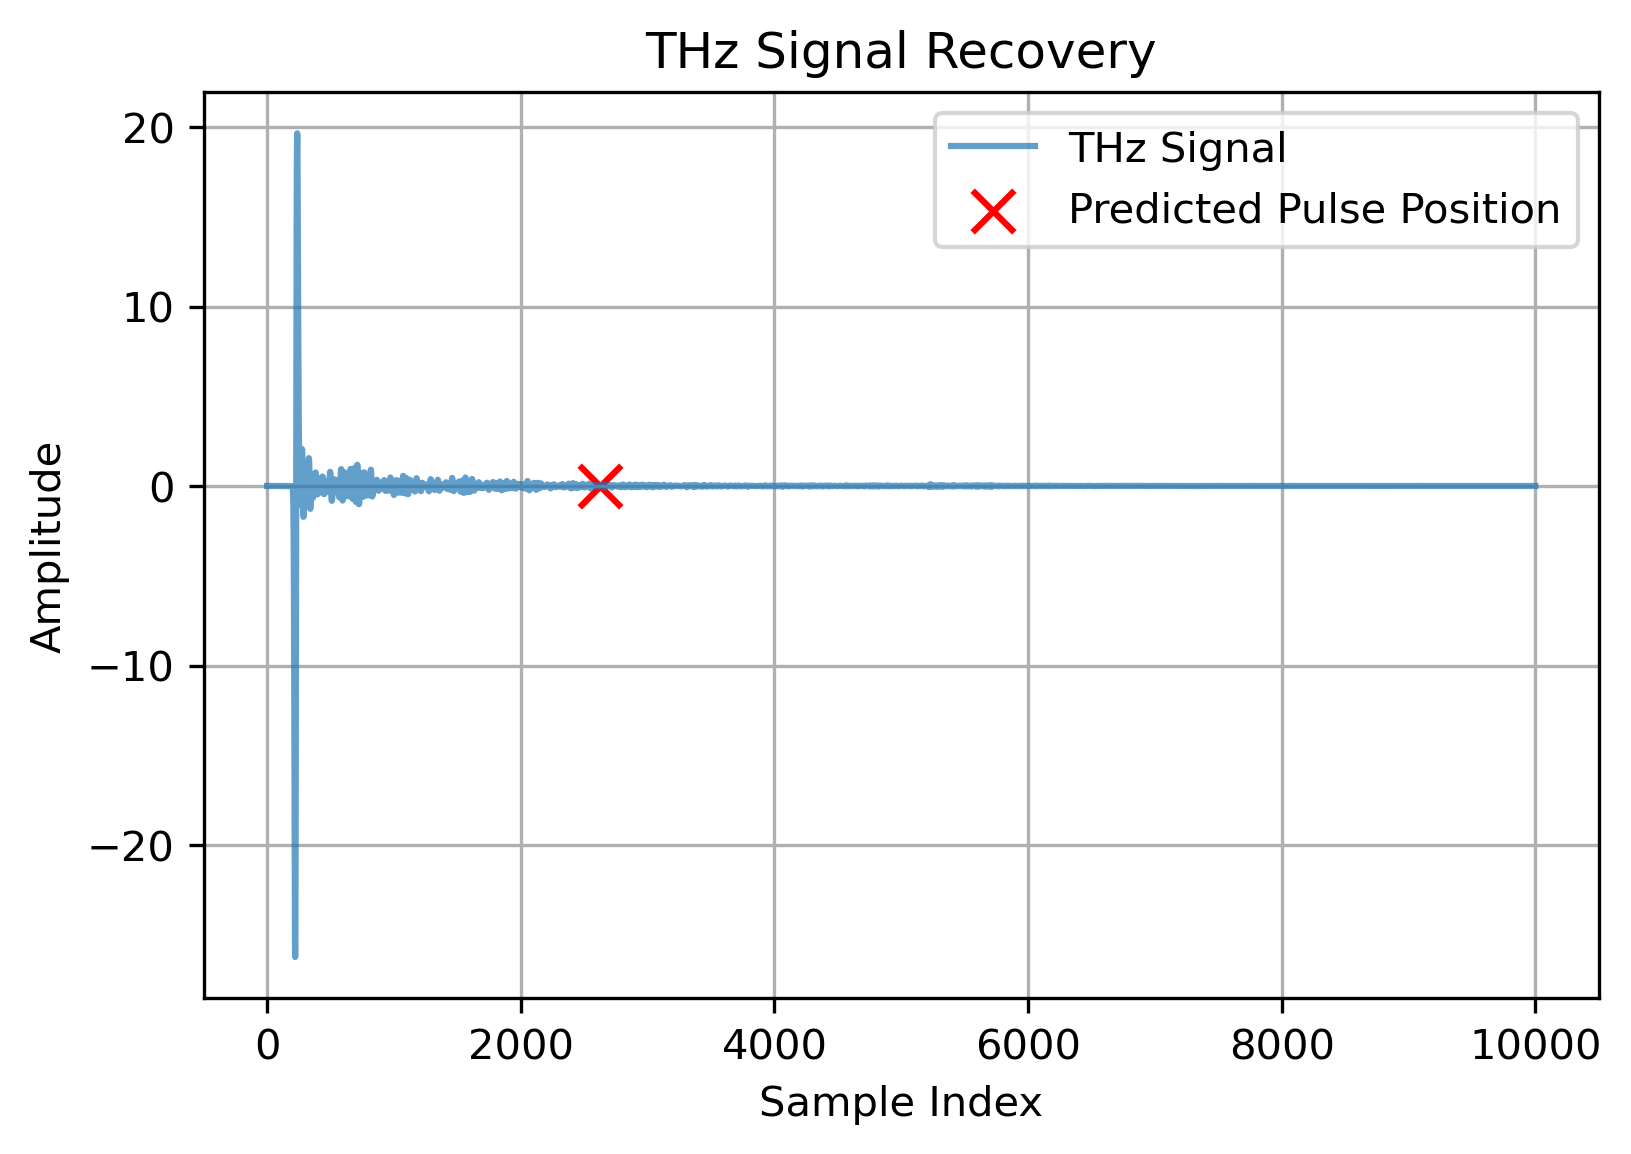 THz Signal Recovery
20
10
0
−10
−20
Amplitude
THz Signal
Predicted Pulse Position
0 2000 4000 6000 8000 10000
Sample Index